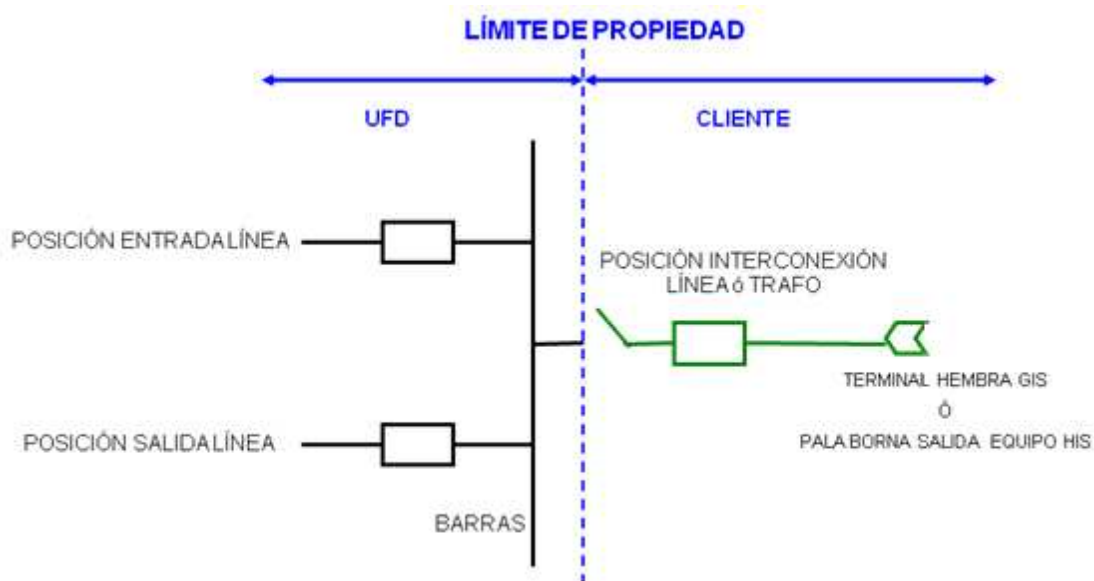 LÍMITE DE PROPIEDAD
UFD
CLIENTE
POSICIÓN ENTRADA LÍNEA
POSICIÓN INTERCONEXIÓN
LÍNEA ó TRAFO
TERMINAL HEMBRA GIS
Ó
PALA BORNA SALIDA EQUIPO HIS
POSICIÓN SALIDA LÍNEA
BARRAS